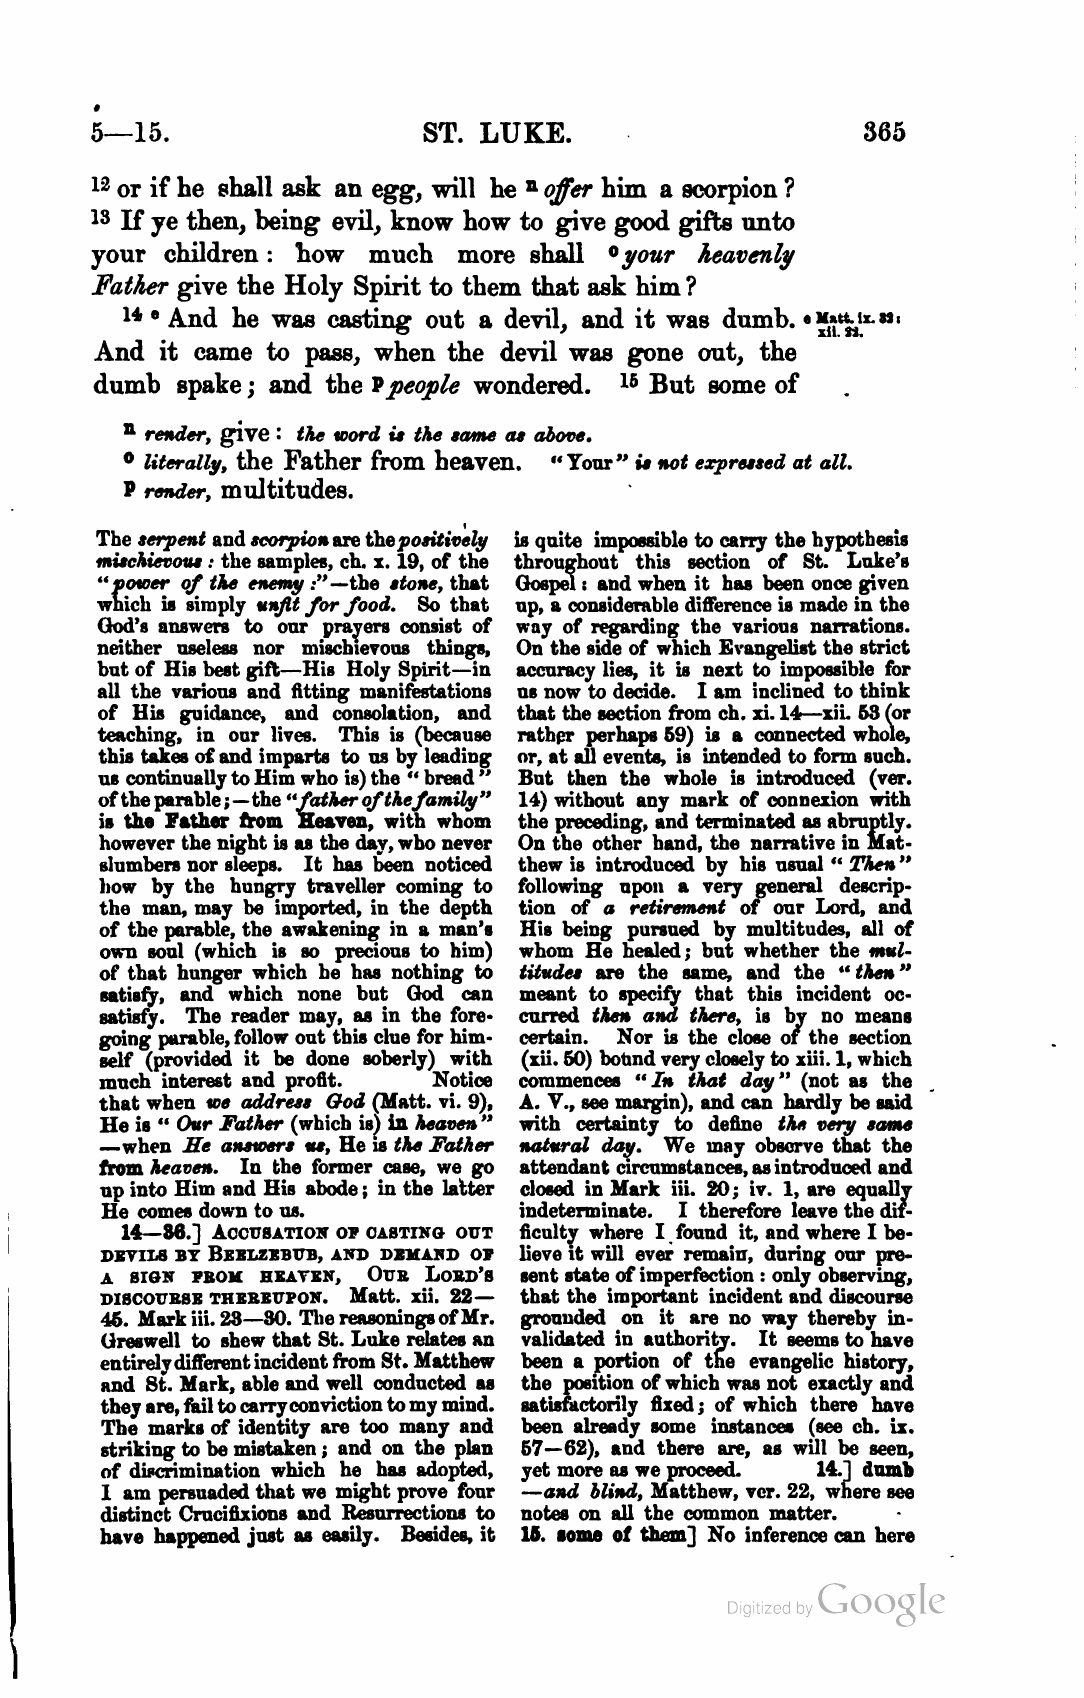 5—15. ST. LUKE. 365
12 or if he shall ask an egg, will he n offer him a scorpion ?
13 If ye then, being evil, know how to give good gifts unto
your children : how much more shall o your heavenly
Father give the Holy Spirit to them that ask him ?
14 e And he was casting out a devil, and it was dumb. e Matt. ix. 32:
xii. 22.
And it came to pass, when the devil was gone out, the
dumb spake ; and the p people wondered. 15 But some of
n render, give : the word is the same as above.
o literally, the Father from heaven. “Your” is not expressed at all.
p render, multitudes.
The serpent and scorpion are the positively
mischievous : the samples, ch. x. 19, of the
“power of the enemy :”—the stone, that
which is simply unfit for food. So that
God's answers to our prayers consist of
neither useless nor mischievous things,
but of His best gift—His Holy Spirit—in
all the various and fitting manifestations
of His guidance, and consolation, and
teaching, in our lives. This is (because
this takes of and imparts to us by leading
us continually to Him who is) the “ bread ”
of the parable ;—the “father of the family”
is the Father from Heaven, with whom
however the night is as the day, who never
slumbers nor sleeps. It has been noticed
how by the hungry traveller coming to
the man, may be imported, in the depth
of the parable, the awakening in a man's
own soul (which is so precious to him)
of that hunger which he has nothing to
satisfy, and which none but God can
satisfy. The reader may, as in the fore-
going parable, follow out this clue for him-
self (provided it be done soberly) with
much interest and profit. Notice
that when we address God (Matt. vi. 9),
He is “ Our Father (which is) in heaven”
—when He answers us, He is the Father
from heaven. In the former case, we go
up into Him and His abode ; in the latter
He comes down to us.
14—36.] ACCUSATION OF CASTING OUT
DEVILS BY BEELZEBUB, AND DEMAND OF
A SIGN FROM HEAVEN, OUR LORD'S
DISCOURSE THEREUPON. Matt. xii. 22—
45. Mark iii. 23—30. The reasonings of Mr.
Greswell to shew that St. Luke relates an
entirely different incident from St. Matthew
and St. Mark, able and well conducted as
they are, fail to carry conviction to my mind.
The marks of identity are too many and
striking to be mistaken ; and on the plan
of discrimination which he has adopted,
I am persuaded that we might prove four
distinct Crucifixions and Resurrections to
have happened just as easily. Besides, it
is quite impossible to carry the hypothesis
throughout this section of St. Luke's
Gospel : and when it has been once given
up, a considerable difference is made in the
way of regarding the various narrations.
On the side of which Evangelist the strict
accuracy lies, it is next to impossible for
us now to decide. I am inclined to think
that the section from ch. xi. 14—xii. 53 (or
rather perhaps 59) is a connected whole,
or, at all events, is intended to form such.
But then the whole is introduced (ver.
14) without any mark of connexion with
the preceding, and terminated as abruptly.
On the other hand, the narrative in Mat-
thew is introduced by his usual “ Then”
following upon a very general descrip-
tion of a retirement of our Lord, and
His being pursued by multitudes, all of
whom He healed ; but whether the mul-
titudes are the same, and the “then”
meant to specify that this incident oc-
curred then and there, is by no means
certain. Nor is the close of the section
(xii. 50) bound very closely to xiii. 1, which
commences “In that day” (not as the
A. V., see margin), and can hardly be said
with certainty to define the very same
natural day. We may observe that the
attendant circumstances, as introduced and
closed in Mark iii. 20; iv. 1, are equally
indeterminate. I therefore leave the dif-
ficulty where I found it, and where I be-
lieve it will ever remain, during our pre-
sent state of imperfection : only observing,
that the important incident and discourse
grounded on it are no way thereby in-
validated in authority. It seems to have
been a portion of the evangelic history,
the position of which was not exactly and
satisfactorily fixed ; of which there have
been already some instances (see ch. ix.
57—62), and there are, as will be seen,
yet more as we proceed. 14.] dumb
—and blind, Matthew, ver. 22, where see
notes on all the common matter.
15. some of them] No inference can here
Digitized by Google